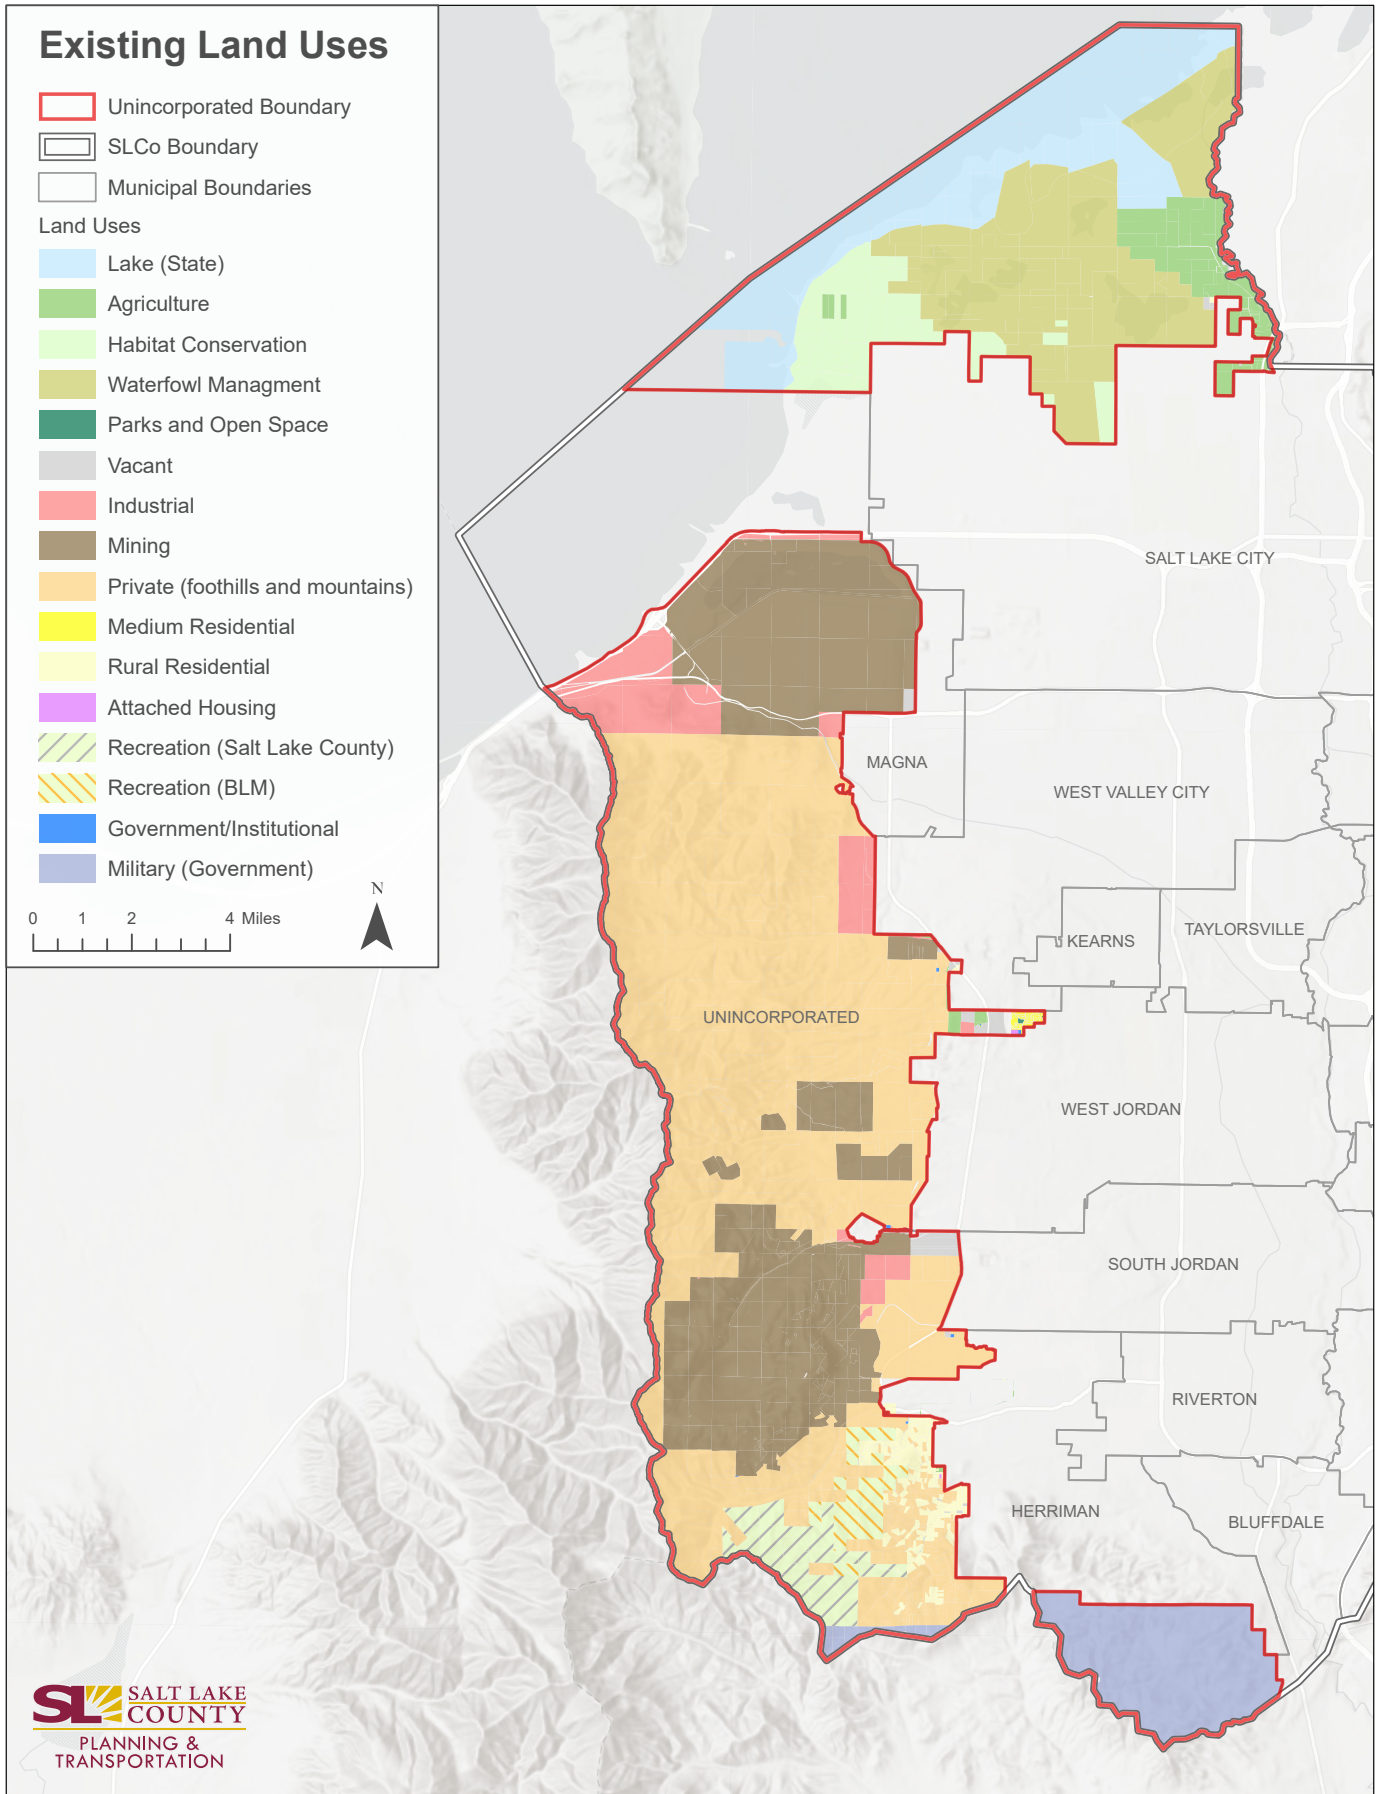 Existing Land Uses
Unincorporated Boundary
SLCo Boundary
Municipal Boundaries
Land Uses
Lake (State)
Agriculture
Habitat Conservation
Waterfowl Managment
Parks and Open Space
Vacant
Industrial
Mining
Private (foothills and mountains)
Medium Residential
Rural Residential
Attached Housing
Recreation (Salt Lake County)
Recreation (BLM)
Government/Institutional
Military (Government)
N
0 1 2 4 Miles
SALT LAKE CITY
MAGNA
WEST VALLEY CITY
KEARNS
TAYLORSVILLE
UNINCORPORATED
WEST JORDAN
SOUTH JORDAN
RIVERTON
HERRIMAN
BLUFFDALE
SL SALT LAKE
COUNTY
PLANNING &
TRANSPORTATION